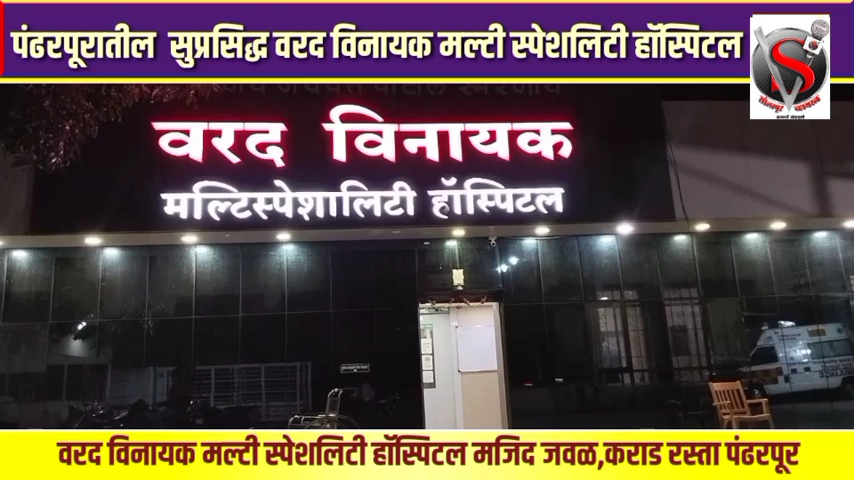 पंढरपूरातील सुप्रसिद्ध वरद विनायक मल्टी स्पेशलिटी हॉस्पिटल
वरद विनायक
मल्टिस्पेशालिटी हॉस्पिटल
वरद विनायक मल्टी स्पेशलिटी हॉस्पिटल मजिद जवळ,कराड रस्ता पंढरपूर